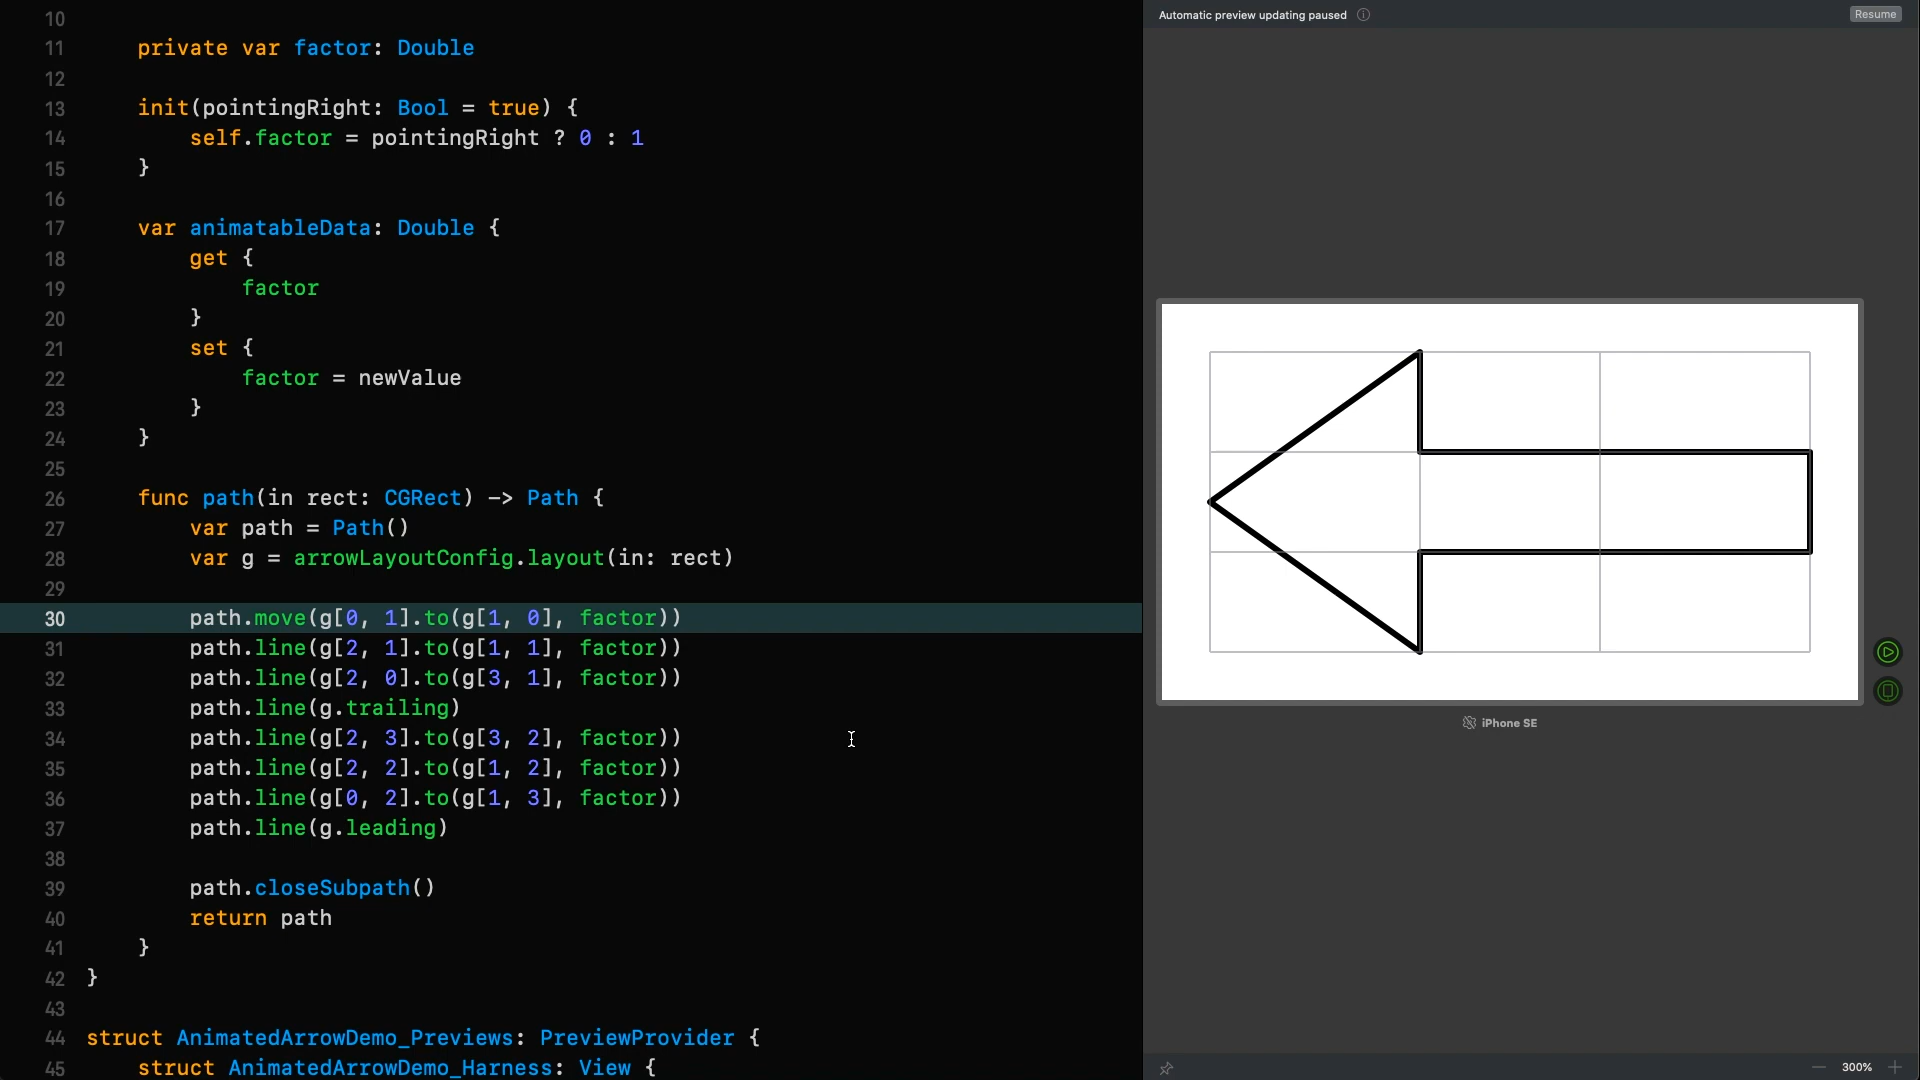 10
11 private var factor: Double
12
13 init(pointingRight: Bool = true) {
14 self.factor = pointingRight ? 0 : 1
15 }
16
17 var animatableData: Double {
18 get {
19 factor
20 }
21 set {
22 factor = newValue
23 }
24 }
25
26 func path(in rect: CGRect) -> Path {
27 var path = Path()
28 var g = arrowLayoutConfig.layout(in: rect)
29
30 path.move(g[0, 1].to(g[1, 0], factor))
31 path.line(g[2, 1].to(g[1, 1], factor))
32 path.line(g[2, 0].to(g[3, 1], factor))
33 path.line(g.trailing)
34 path.line(g[2, 3].to(g[3, 2], factor))
35 path.line(g[2, 2].to(g[1, 2], factor))
36 path.line(g[0, 2].to(g[1, 3], factor))
37 path.line(g.leading)
38
39 path.closeSubpath()
40 return path
41 }
42 }
43
44 struct AnimatedArrowDemo_Previews: PreviewProvider {
45 struct AnimatedArrowDemo_Harness: View {
Automatic preview updating paused
Resume
iPhone SE
300%